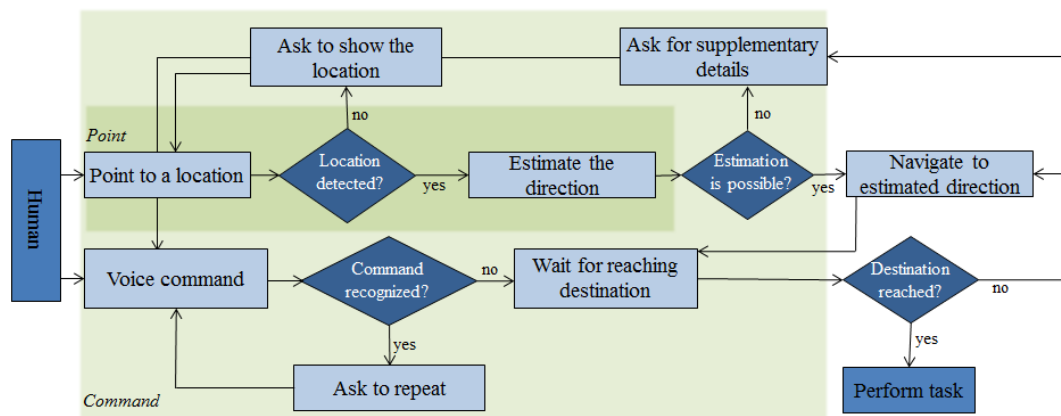 Ask to show the
location
Ask for supplementary
details
no
no
Point
Human
Point to a location
Location
detected?
yes
Estimate the
direction
Estimation
is possible?
yes
Navigate to
estimated direction
Voice command
Command
recognized?
no
Wait for reaching
destination
Destination
reached?
no
yes
yes
Ask to repeat
Perform task
Command